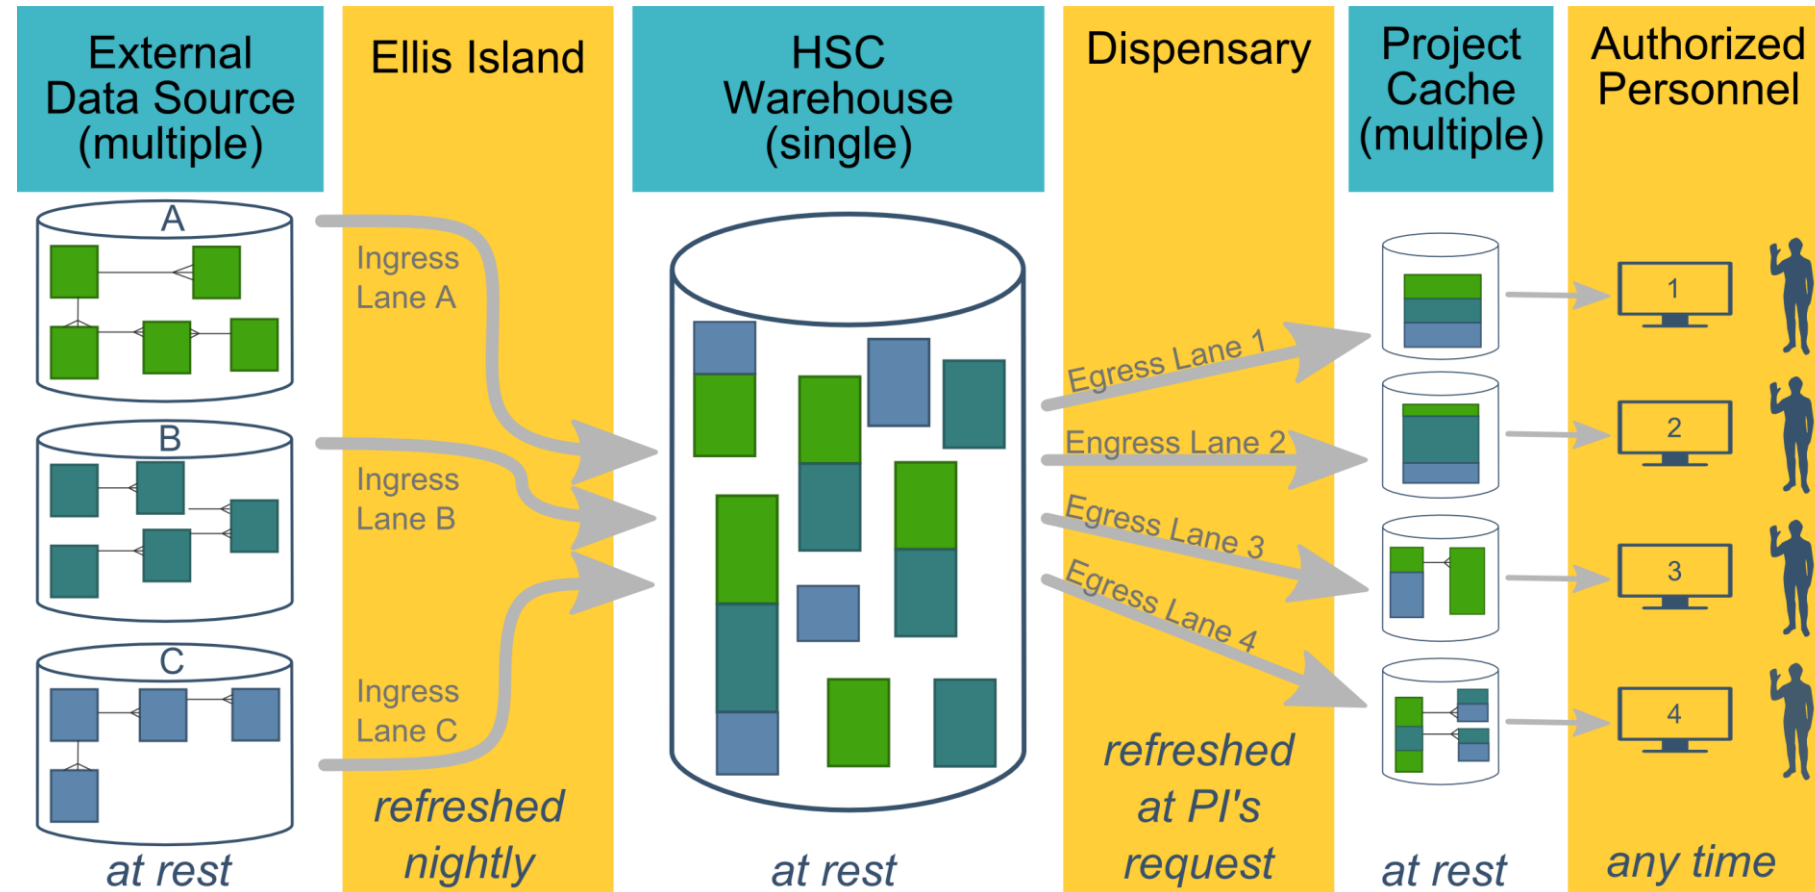 External
Data Source
(multiple)
Ellis Island
HSC
Warehouse
(single)
Dispensary
Project
Cache
(multiple)
Authorized
Personnel
A
B
C
at rest
Ingress
Lane A
Ingress
Lane B
Ingress
Lane C
refreshed
nightly
at rest
Egress Lane 1
Engress Lane 2
Egress Lane 3
Egress Lane 4
refreshed
at PI's
request
at rest
1
2
3
4
any time